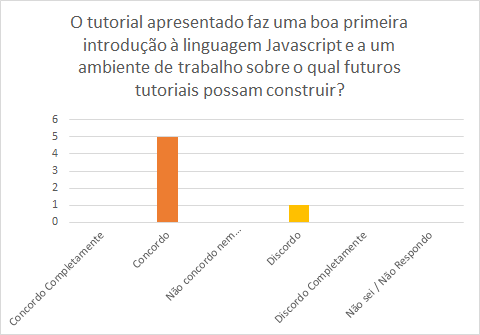 O tutorial apresentado faz uma boa primeira
introdução à linguagem Javascript e a um
ambiente de trabalho sobre o qual futuros
tutoriais possam construir?
6
5
4
3
2
1
0
Concordo Completamente
Concordo
Não concordo nem...
Discordo
Discordo Completamente
Não sei / Não Respondo